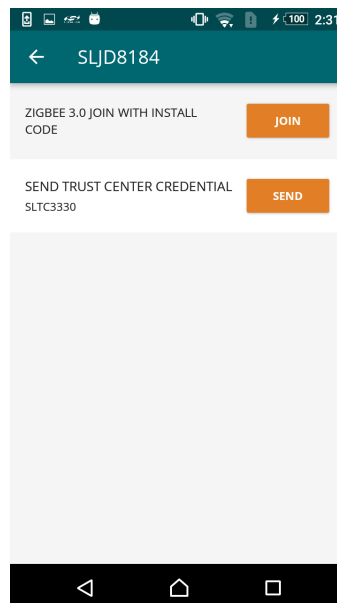 100 2:31
SLJD8184
ZIGBEE 3.0 JOIN WITH INSTALL
CODE
JOIN
SEND TRUST CENTER CREDENTIAL
SLTC3330
SEND